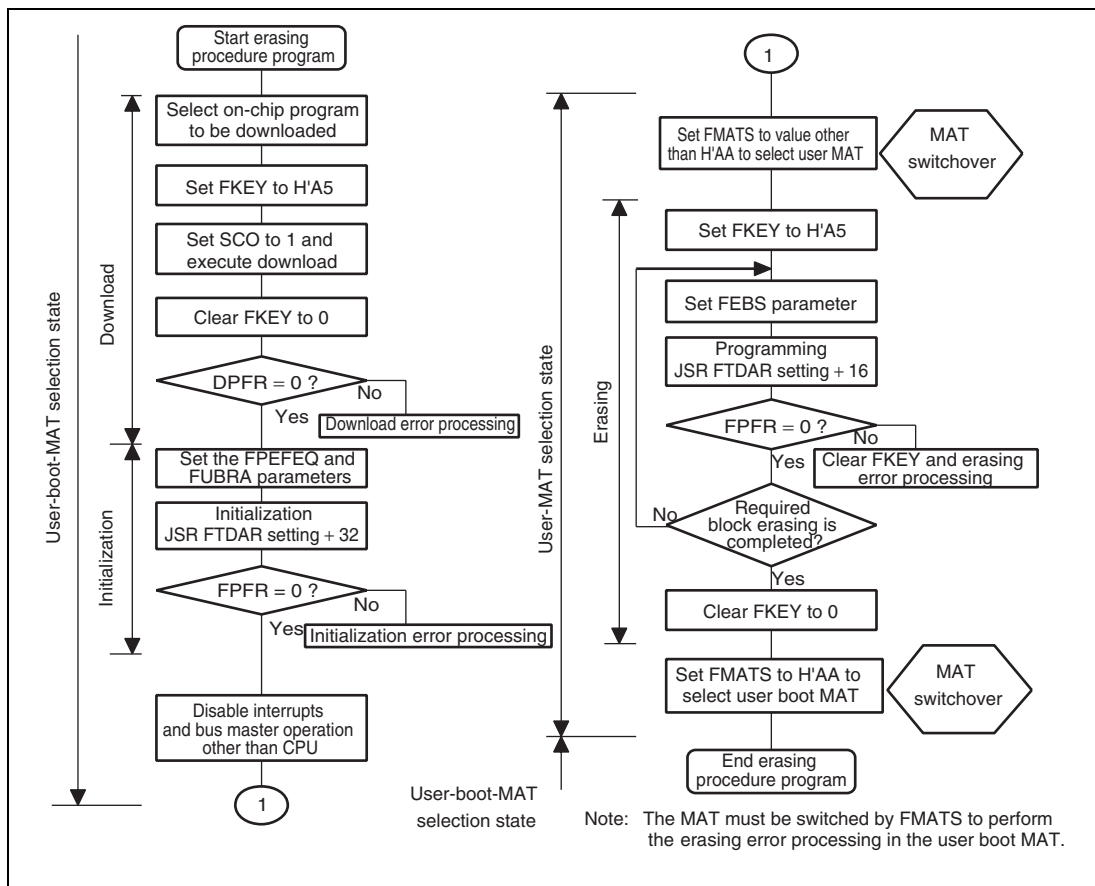 Start erasing
procedure program
Select on-chip program
to be downloaded
Set FKEY to H'A5
Set SCO to 1 and
execute download
Clear FKEY to 0
DPFR = 0 ?
No
Yes
Download error processing
Set the FPEFEQ and
FUBRA parameters
Initialization
JSR FTDAR setting + 32
FPFR = 0 ?
No
Yes
Initialization error processing
Disable interrupts
and bus master operation
other than CPU
1
User-boot-MAT selection state
Download
Initialization
1
Set FMATS to value other
than H'AA to select user MAT
MAT
switchover
Set FKEY to H'A5
Set FEBS parameter
Programming
JSR FTDAR setting + 16
FPFR = 0 ?
No
Yes
Clear FKEY and erasing
error processing
Required
block erasing is
completed?
No
Yes
Clear FKEY to 0
Set FMATS to H'AA to
select user boot MAT
MAT
switchover
End erasing
procedure program
User-MAT selection state
Erasing
User-boot-MAT
selection state
Note: The MAT must be switched by FMATS to perform
the erasing error processing in the user boot MAT.